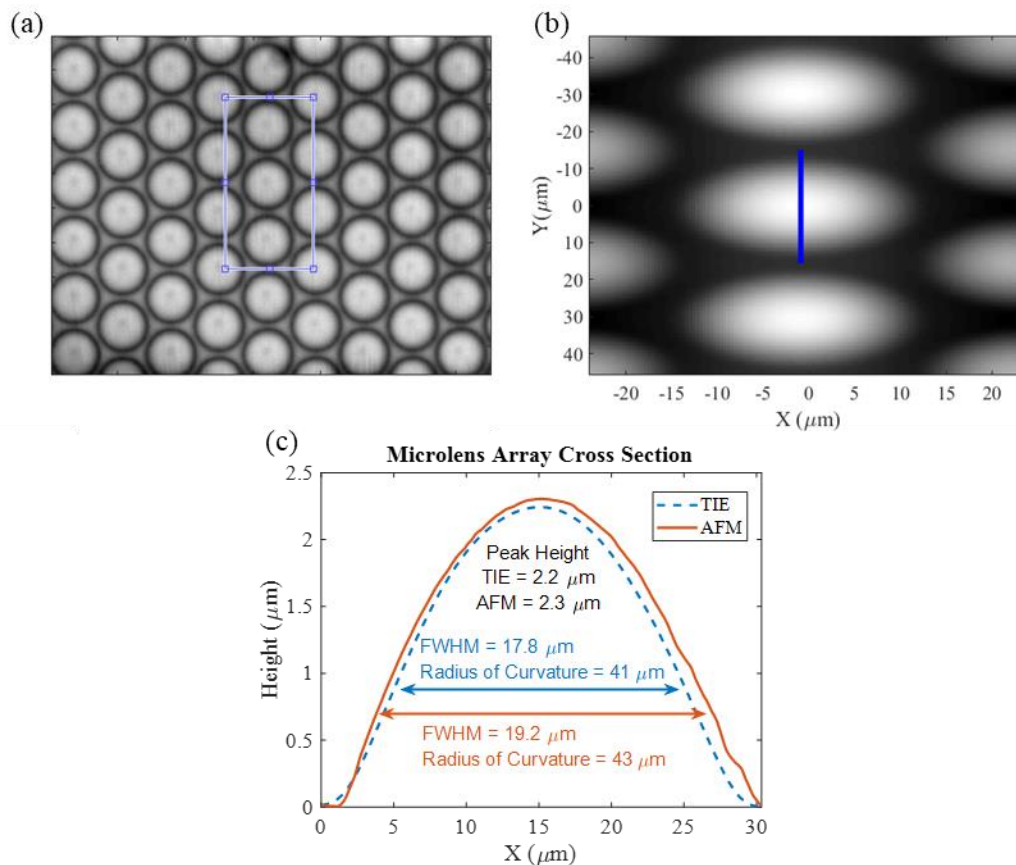 (a)
(b)
-40
-30
-20
-10
0
10
20
30
40
Y(μm)
-20 -15 -10 -5 0 5 10 15 20
X (μm)
(c)
Microlens Array Cross Section
2.5
2
1.5
1
0.5
0
Height (μm)
TIE
AFM
Peak Height
TIE = 2.2 μm
AFM = 2.3 μm
FWHM = 17.8 μm
Radius of Curvature = 41 μm
FWHM = 19.2 μm
Radius of Curvature = 43 μm
0 5 10 15 20 25 30
X (μm)